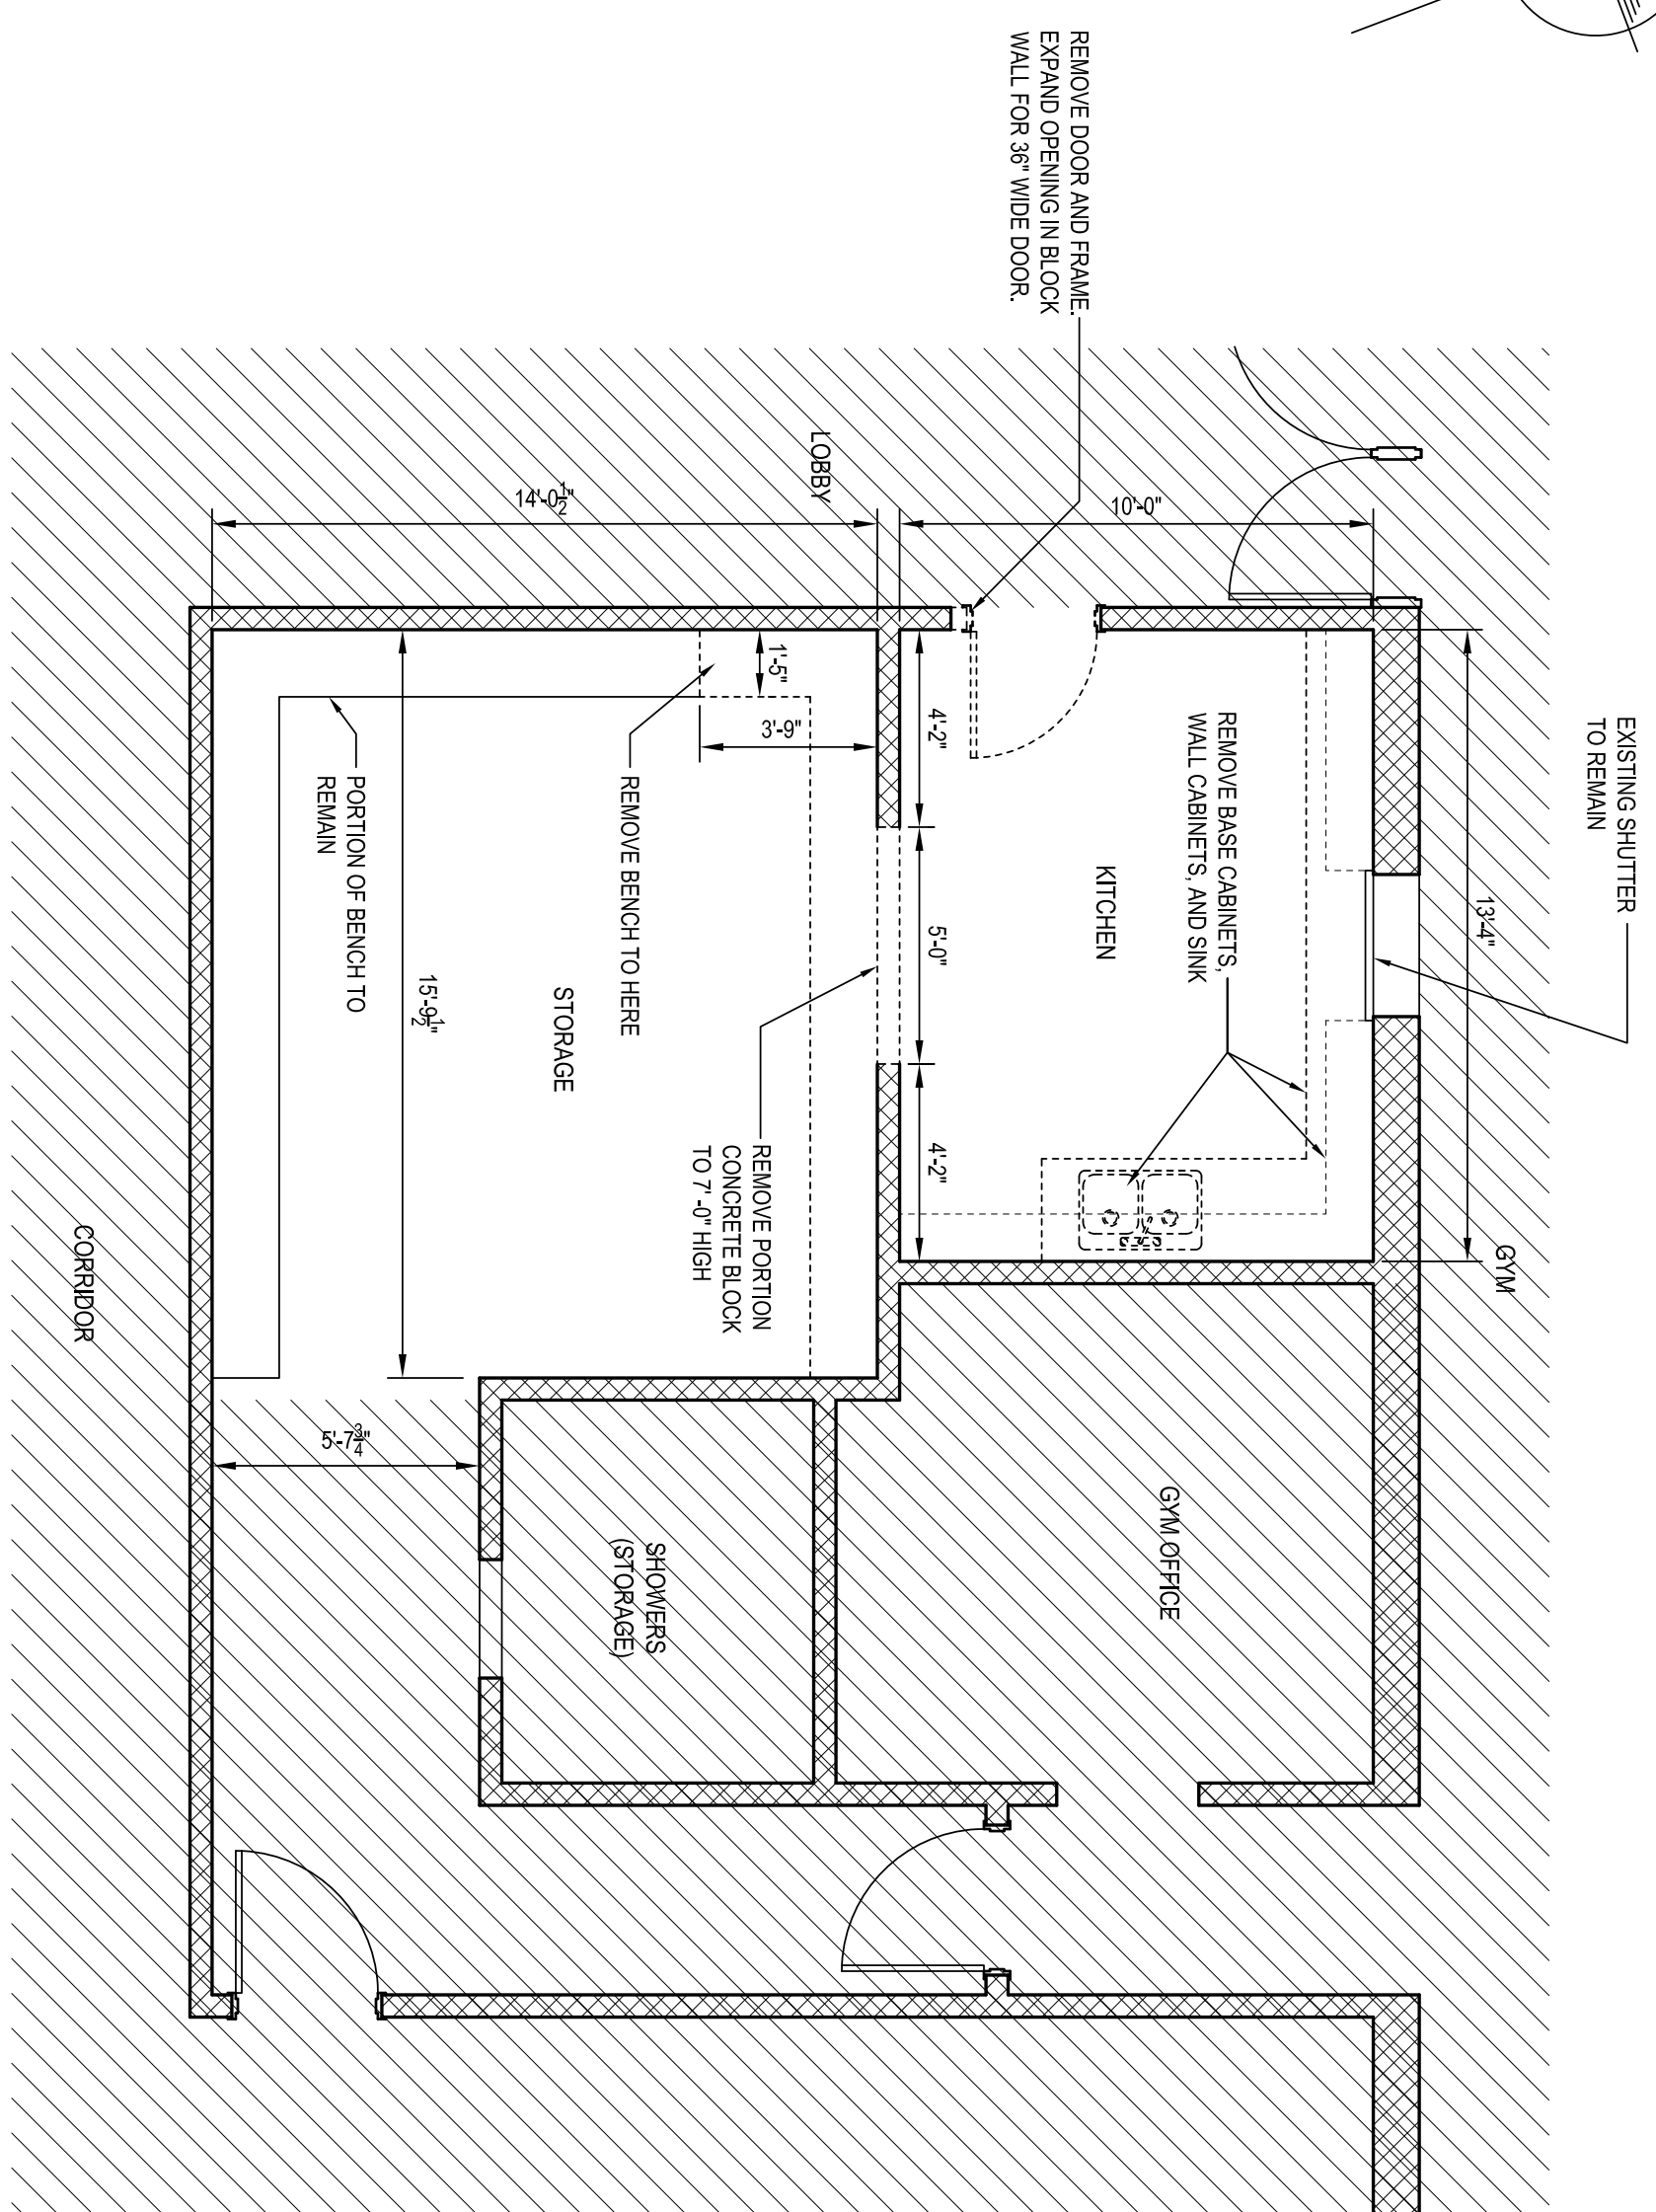 EXISTING SHUTTER
TO REMAIN
GYM
13'-4"
REMOVE BASE CABINETS,
WALL CABINETS, AND SINK
KITCHEN
GYM OFFICE
10'-0"
REMOVE DOOR AND FRAME.
EXPAND OPENING IN BLOCK
WALL FOR 36" WIDE DOOR.
4'-2"
5'-0"
4'-2"
LOBBY
1'-5"
3'-9"
REMOVE PORTION
CONCRETE BLOCK
TO 7'-0" HIGH
REMOVE BENCH TO HERE
SHOWERS
(STORAGE)
STORAGE
14'-0½"
15'-9½"
PORTION OF BENCH TO
REMAIN
5'-7¾"
CORRIDOR